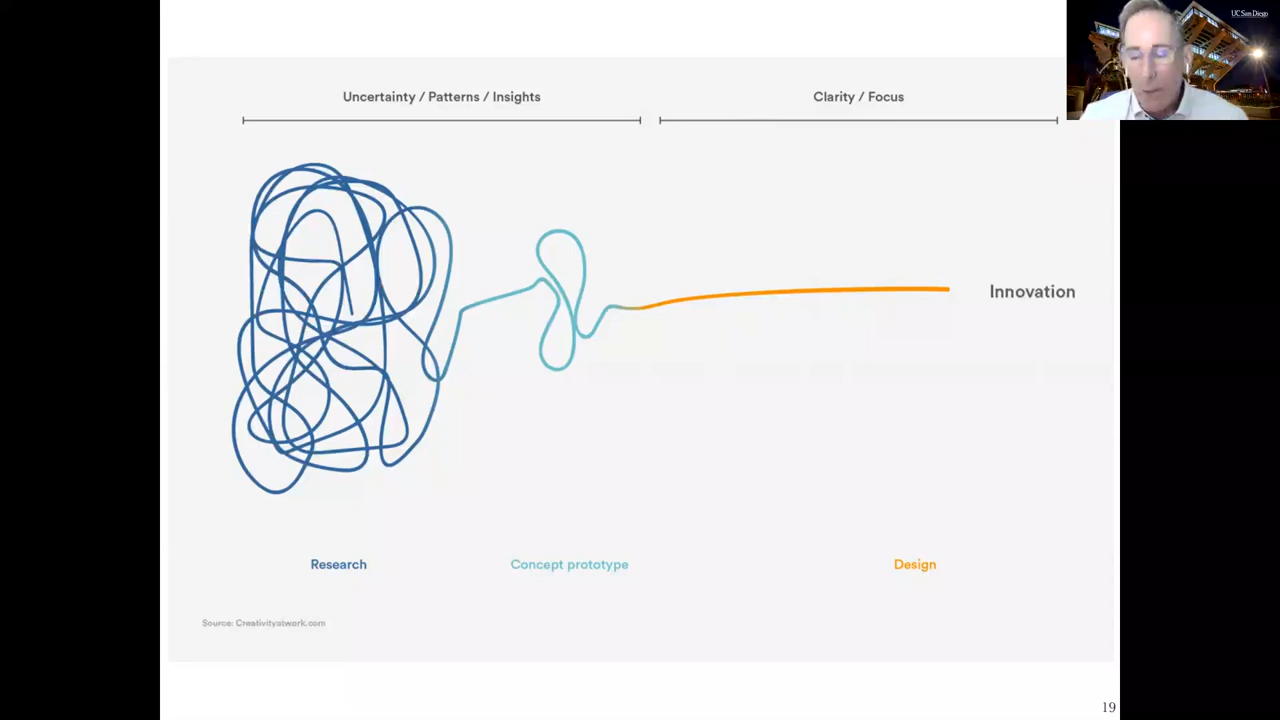 UC San Diego
Uncertainty / Patterns / Insights
Clarity / Focus
Innovation
Research
Concept prototype
Design
Source: Creativityatwork.com
19